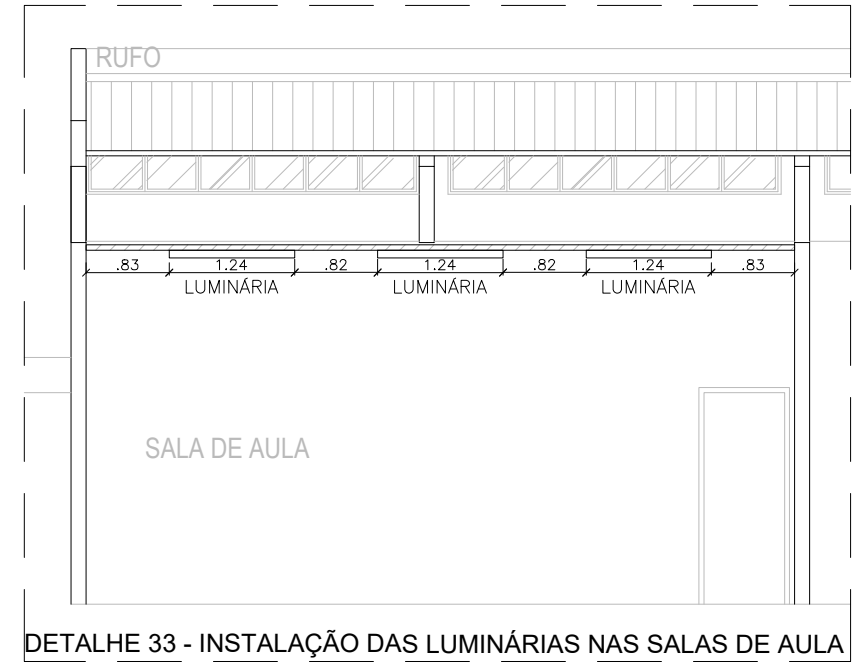 RUFO
.83 1.24 .82 1.24 .82 1.24 .83
LUMINÁRIA LUMINÁRIA LUMINÁRIA
SALA DE AULA
DETALHE 33 - INSTALAÇÃO DAS LUMINÁRIAS NAS SALAS DE AULA